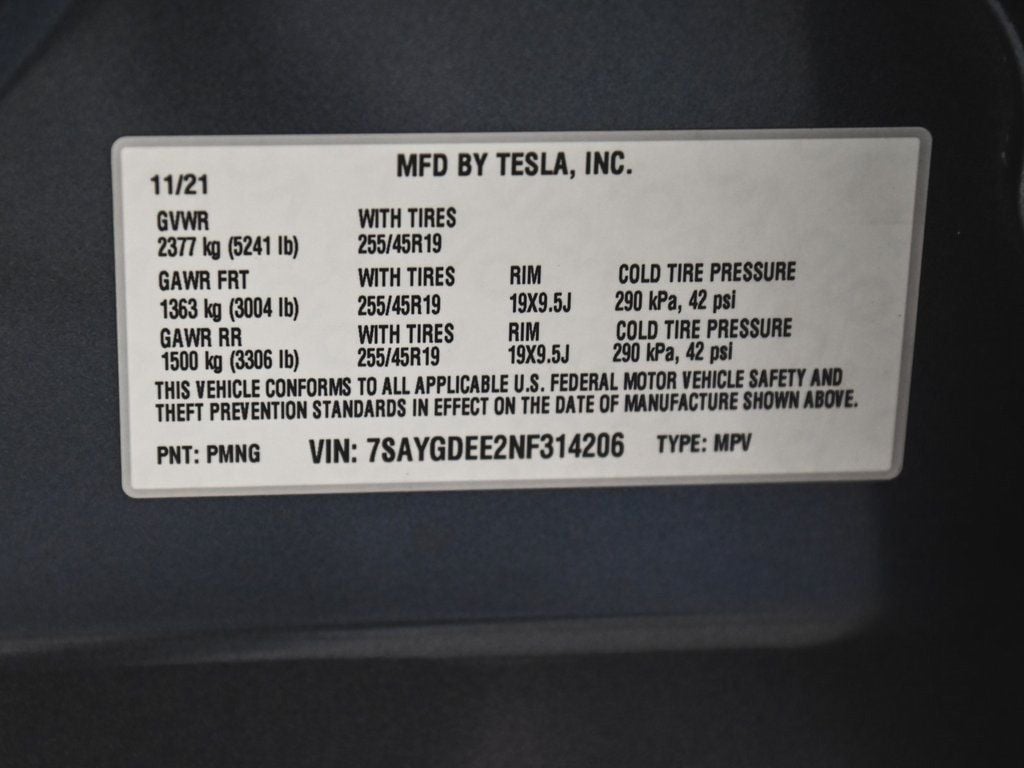 MFD BY TESLA, INC.
11/21
GVWR WITH TIRES
2377 kg (5241 lb) 255/45R19
GAWR FRT WITH TIRES RIM COLD TIRE PRESSURE
1363 kg (3004 lb) 255/45R19 19X9.5J 290 kPa, 42 psi
GAWR RR WITH TIRES RIM COLD TIRE PRESSURE
1500 kg (3306 lb) 255/45R19 19X9.5J 290 kPa, 42 psi
THIS VEHICLE CONFORMS TO ALL APPLICABLE U.S. FEDERAL MOTOR VEHICLE SAFETY AND
THEFT PREVENTION STANDARDS IN EFFECT ON THE DATE OF MANUFACTURE SHOWN ABOVE.
PNT: PMNG VIN: 7SAYGDEE2NF314206 TYPE: MPV